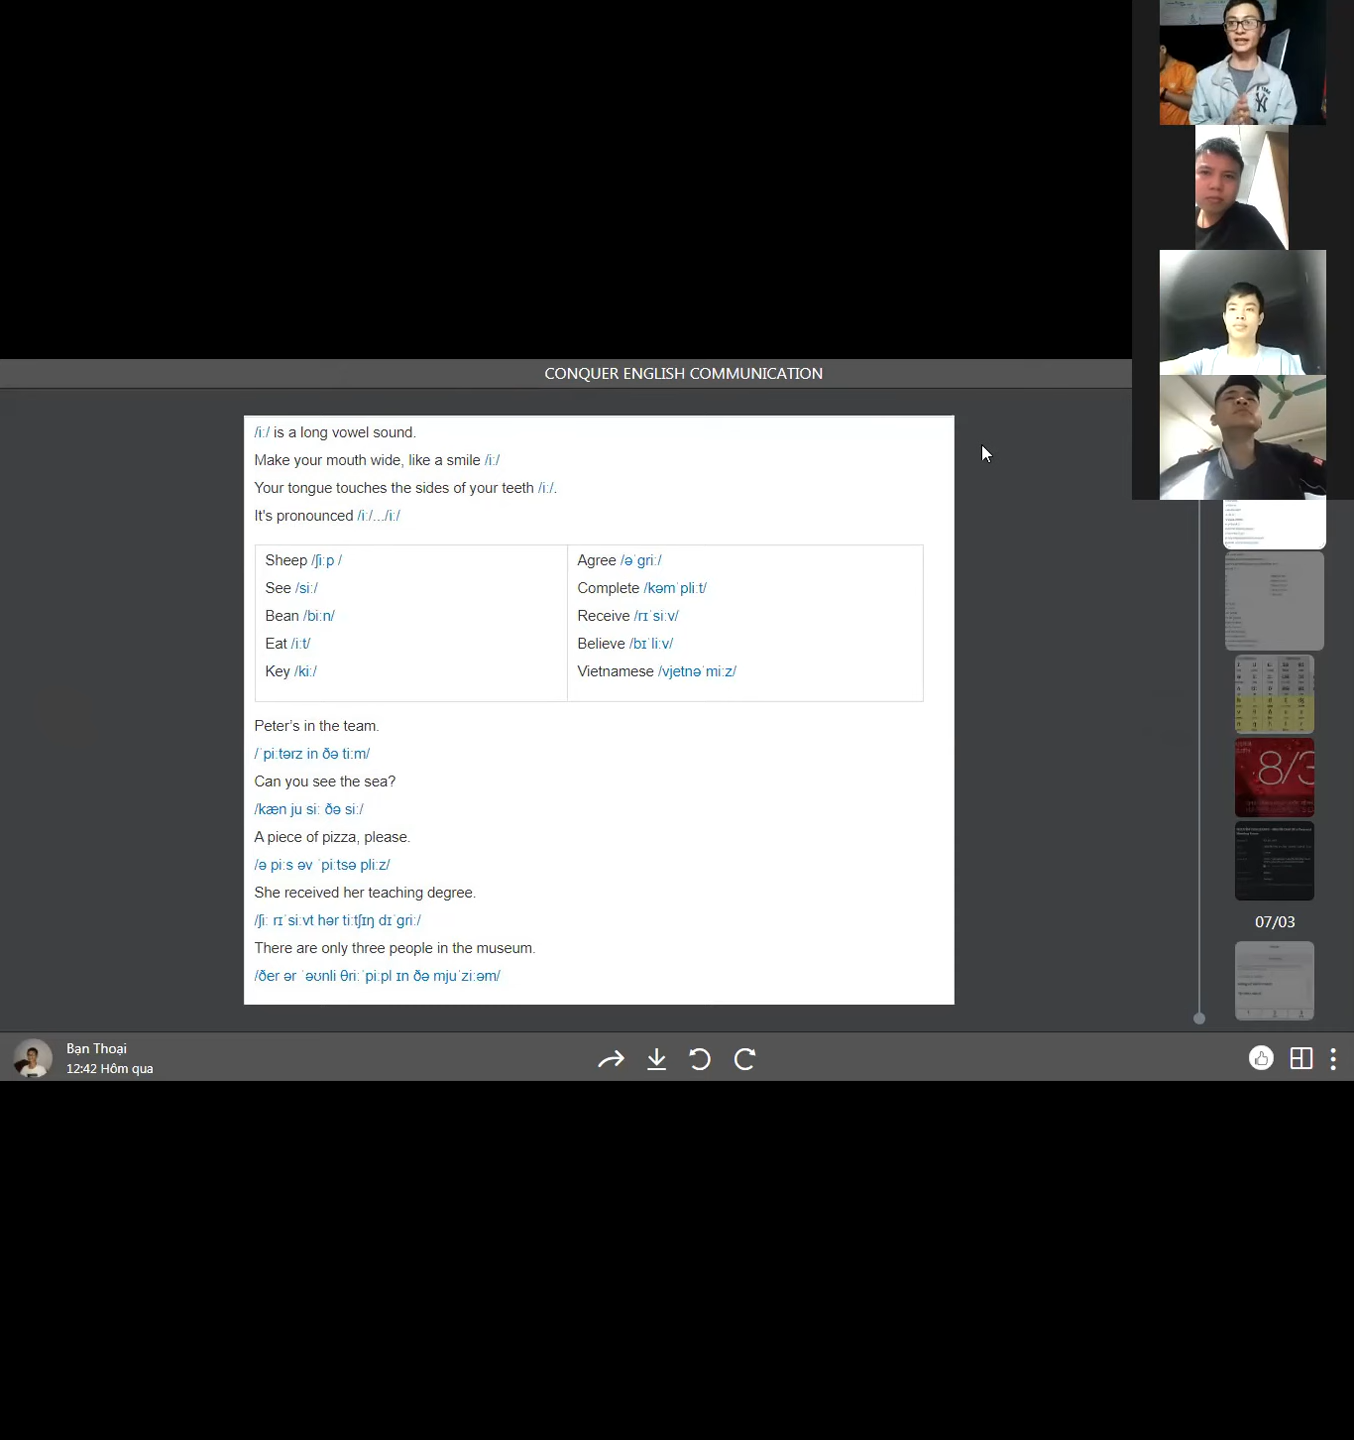 CONQUER ENGLISH COMMUNICATION
/iː/ is a long vowel sound.
Make your mouth wide, like a smile /iː/
Your tongue touches the sides of your teeth /iː/.
It's pronounced /iː/.../iː/
Sheep /ʃiːp /
See /siː/
Bean /biːn/
Eat /iːt/
Key /kiː/
Agree /əˈɡriː/
Complete /kəmˈpliːt/
Receive /rɪˈsiːv/
Believe /bɪˈliːv/
Vietnamese /vjetnəˈmiːz/
Peter’s in the team.
/ˈpiːtərz in ðə tiːm/
Can you see the sea?
/kæn ju siː ðə siː/
A piece of pizza, please.
/ə piːs əv ˈpiːtsə pliːz/
She received her teaching degree.
/ʃiː rɪˈsiːvt hər tiːtʃɪŋ dɪˈɡriː/
There are only three people in the museum.
/ðer ər ˈəʊnli θriːˈpiːpl ɪn ðə mjuˈziːəm/
8/3
07/03
Bạn Thoại
12:42 Hôm qua